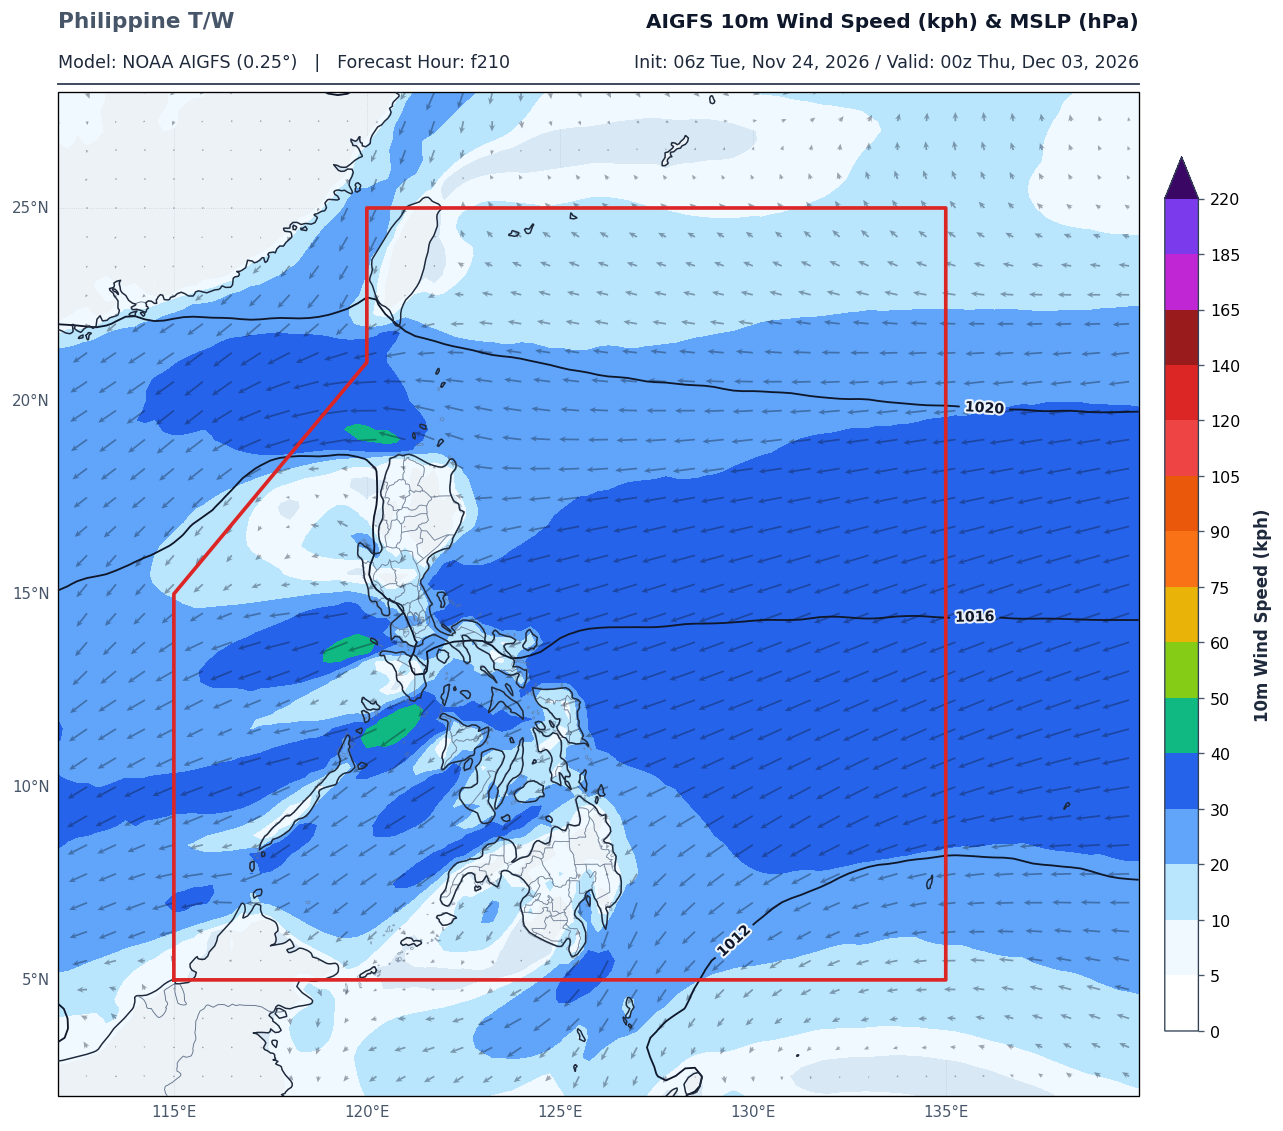 Philippine T/W
AIGFS 10m Wind Speed (kph) & MSLP (hPa)
Model: NOAA AIGFS (0.25°)   |   Forecast Hour: f210
Init: 06z Tue, Nov 24, 2026 / Valid: 00z Thu, Dec 03, 2026
25°N
20°N
15°N
10°N
5°N
115°E
120°E
125°E
130°E
135°E
1020
1016
1012
220
185
165
140
120
105
90
75
60
50
40
30
20
10
5
0
10m Wind Speed (kph)